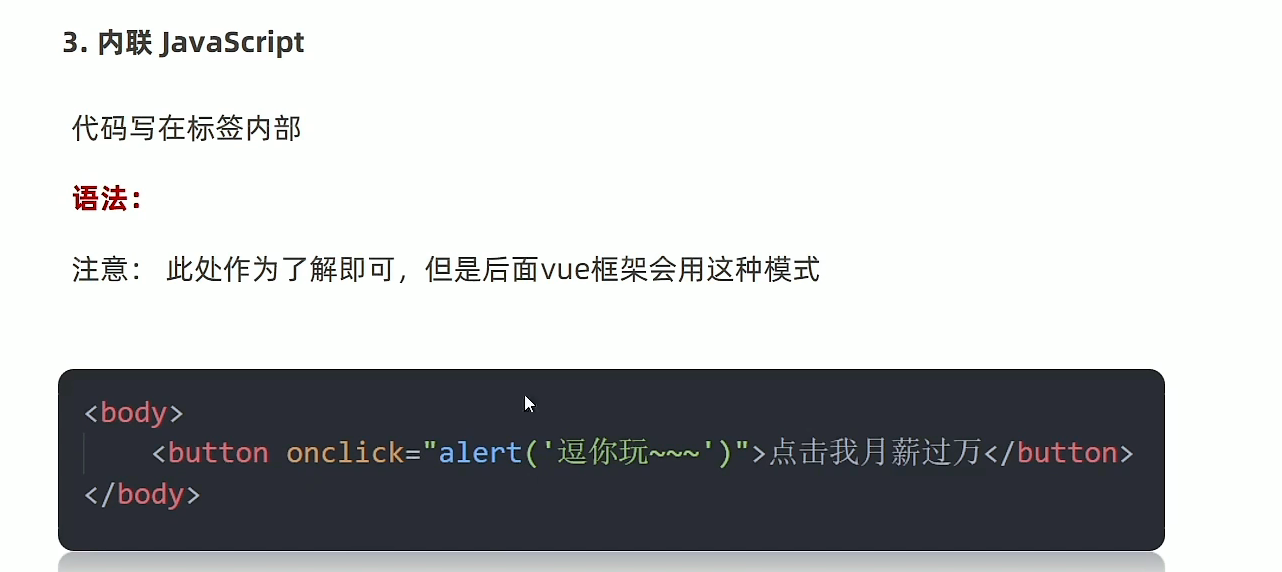 3. 内联 JavaScript
代码写在标签内部
语法：
注意： 此处作为了解即可，但是后面vue框架会用这种模式
<body>
    <button onclick="alert('逗你玩~~~')">点击我月薪过万</button>
</body>